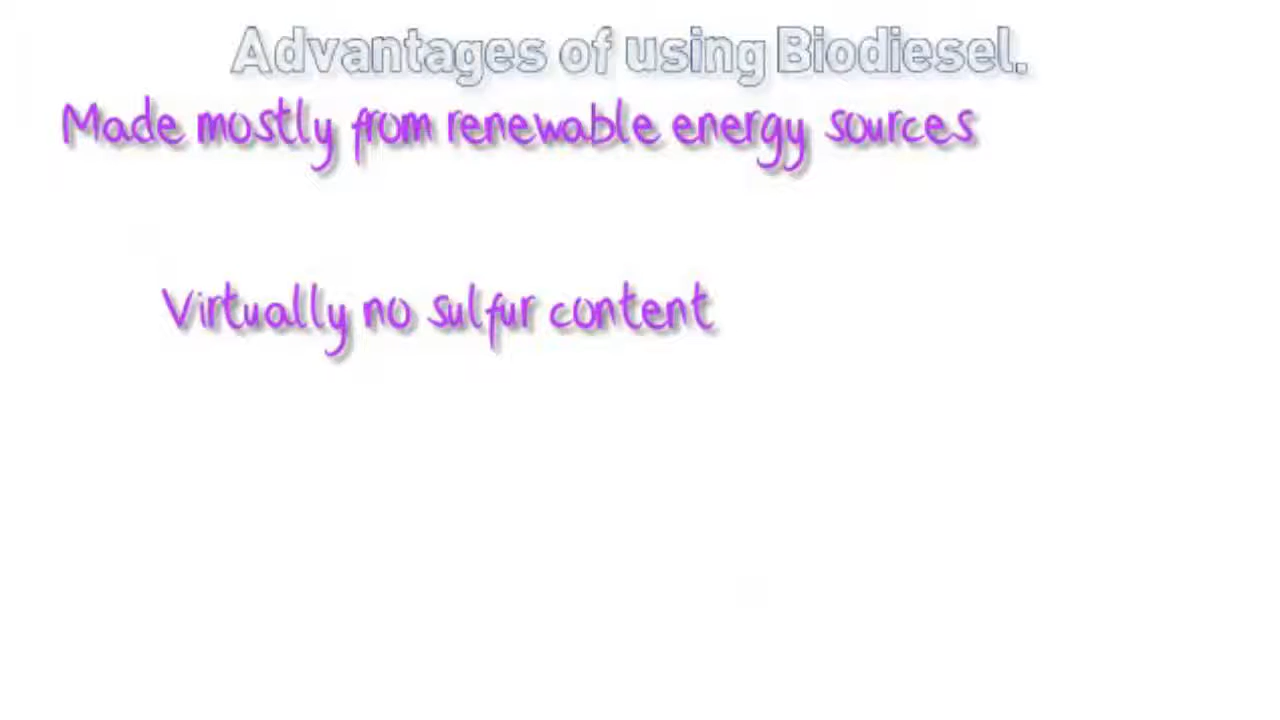 Advantages of using Biodiesel.
Made mostly from renewable energy sources
Virtually no sulfur content